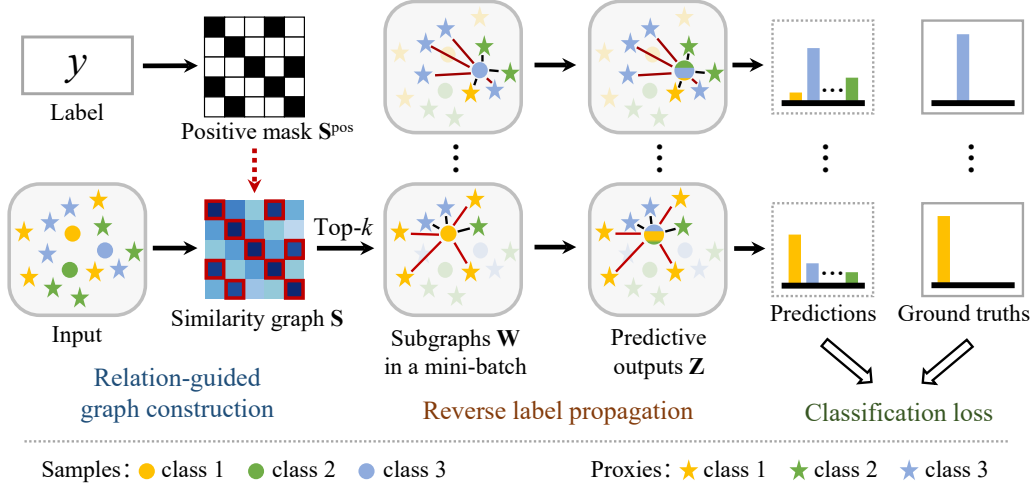 y
Label
Positive mask S^pos
Top-k
Input
Similarity graph S
Subgraphs W
in a mini-batch
Predictive
outputs Z
Predictions
Ground truths
Relation-guided
graph construction
Reverse label propagation
Classification loss
Samples: class 1 class 2 class 3
Proxies: class 1 class 2 class 3